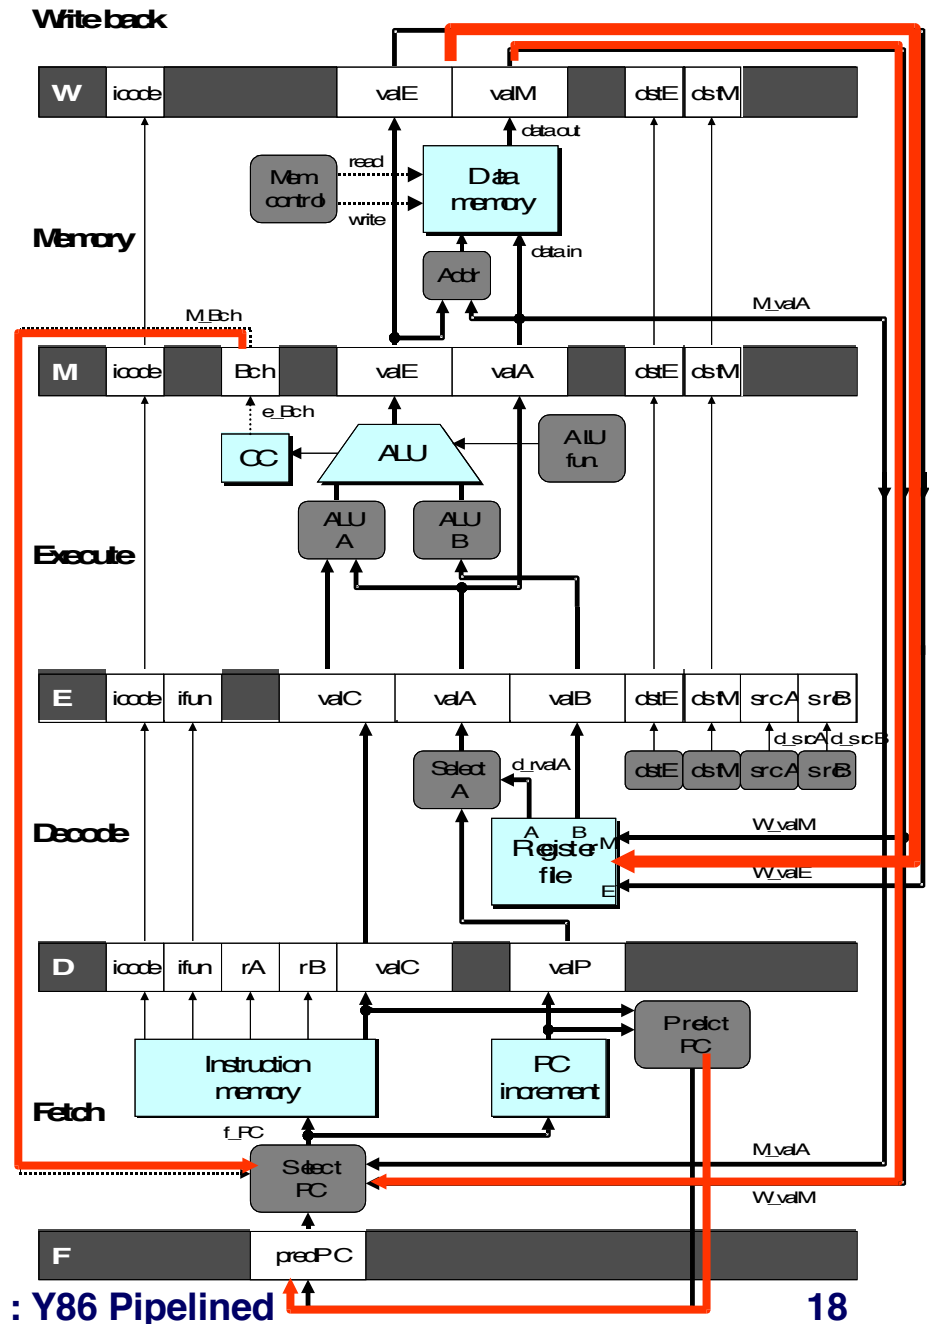 Write back
W icode valE valM dstE dstM
data out
read
Mem.
control
Data
memory
write
Memory
data in
Addr
M_Bch
M_valA
M icode Bch valE valA dstE dstM
e_Bch
CC
ALU
ALU
fun.
ALU
A
ALU
B
Execute
E icode ifun valC valA valB dstE dstM srcA srcB
d_srcA d_srcB
Select
A
d_rvalA
dstE dstM srcA srcB
Decode
A B
Register
file
M
E
W_valM
W_valE
D icode ifun rA rB valC valP
Predict
PC
Instruction
memory
PC
increment
Fetch
f_PC
Select
PC
M_valA
W_valM
F predPC
: Y86 Pipelined 18